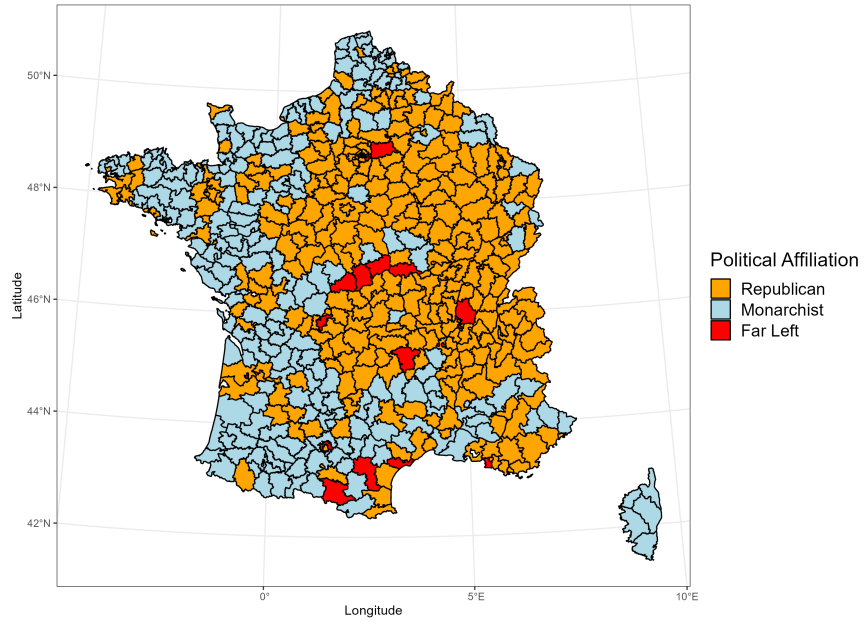 50°N
48°N
46°N
44°N
42°N
Latitude
0°
5°E
10°E
Longitude
Political Affiliation
Republican
Monarchist
Far Left